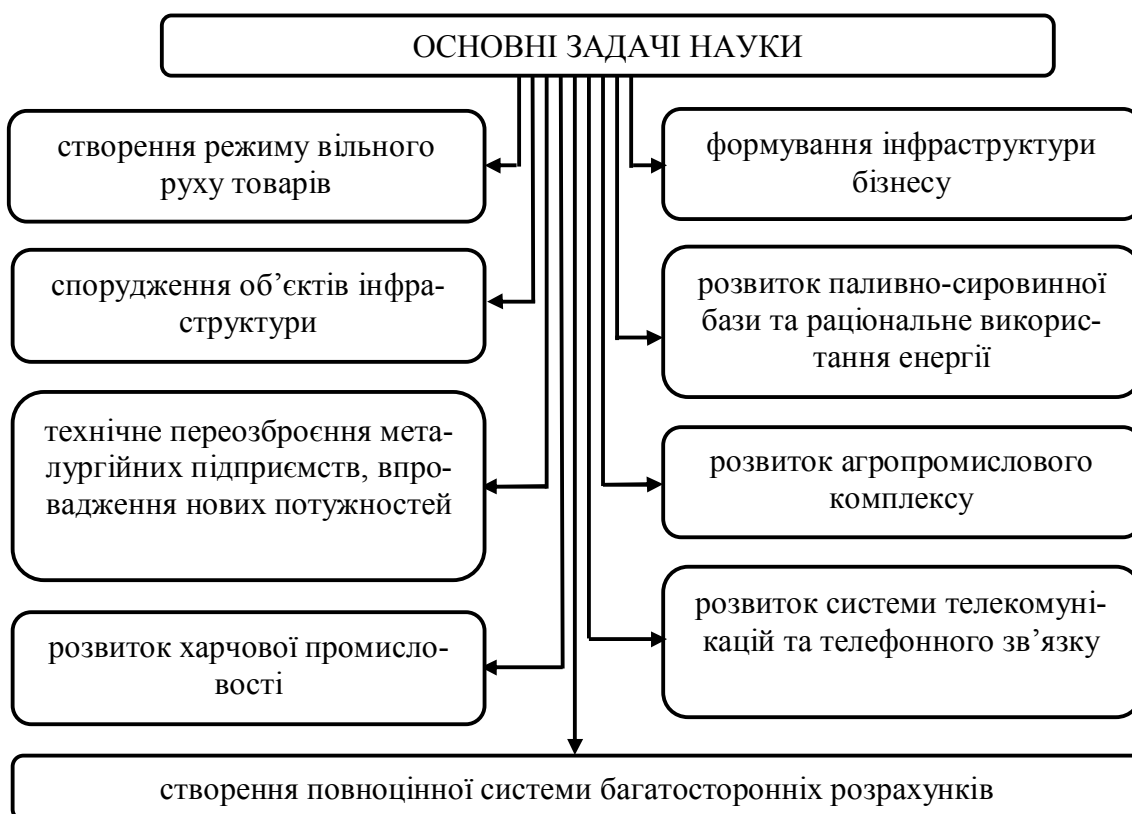 ОСНОВНІ ЗАДАЧІ НАУКИ
створення режиму вільного
руху товарів
формування інфраструктури
бізнесу
спорудження об’єктів інфра-
структури
розвиток паливно-сировинної
бази та раціональне викорис-
тання енергії
технічне переозброєння мета-
лургійних підприємств, впро-
вадження нових потужностей
розвиток агропромислового
комплексу
розвиток харчової промисло-
вості
розвиток системи телекомуні-
кацій та телефонного зв’язку
створення повноцінної системи багатосторонніх розрахунків